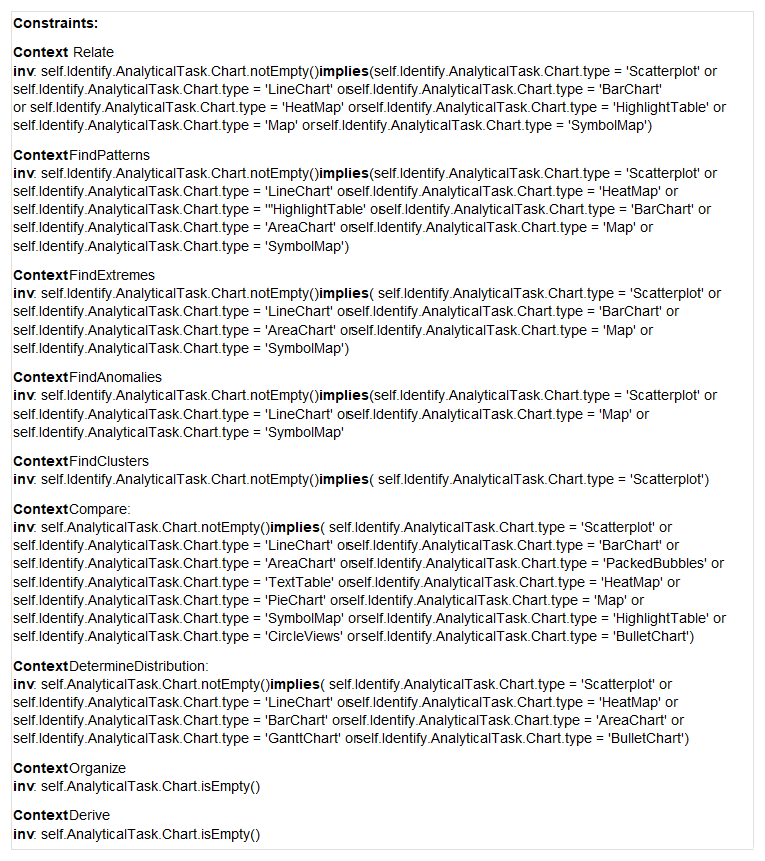 Constraints:
Context Relate
inv: self.Identify.AnalyticalTask.Chart.notEmpty()implies(self.Identify.AnalyticalTask.Chart.type = 'Scatterplot' or
self.Identify.AnalyticalTask.Chart.type = 'LineChart' orself.Identify.AnalyticalTask.Chart.type = 'BarChart'
or self.Identify.AnalyticalTask.Chart.type = 'HeatMap' orself.Identify.AnalyticalTask.Chart.type = 'HighlightTable' or
self.Identify.AnalyticalTask.Chart.type = 'Map' orself.Identify.AnalyticalTask.Chart.type = 'SymbolMap')
ContextFindPatterns
inv: self.Identify.AnalyticalTask.Chart.notEmpty()implies(self.Identify.AnalyticalTask.Chart.type = 'Scatterplot' or
self.Identify.AnalyticalTask.Chart.type = 'LineChart' orself.Identify.AnalyticalTask.Chart.type = 'HeatMap' or
self.Identify.AnalyticalTask.Chart.type = '"HighlightTable' orself.Identify.AnalyticalTask.Chart.type = 'BarChart' or
self.Identify.AnalyticalTask.Chart.type = 'AreaChart' orself.Identify.AnalyticalTask.Chart.type = 'Map' or
self.Identify.AnalyticalTask.Chart.type = 'SymbolMap')
ContextFindExtremes
inv: self.Identify.AnalyticalTask.Chart.notEmpty()implies( self.Identify.AnalyticalTask.Chart.type = 'Scatterplot' or
self.Identify.AnalyticalTask.Chart.type = 'LineChart' orself.Identify.AnalyticalTask.Chart.type = 'BarChart' or
self.Identify.AnalyticalTask.Chart.type = 'AreaChart' orself.Identify.AnalyticalTask.Chart.type = 'Map' or
self.Identify.AnalyticalTask.Chart.type = 'SymbolMap')
ContextFindAnomalies
inv: self.Identify.AnalyticalTask.Chart.notEmpty()implies(self.Identify.AnalyticalTask.Chart.type = 'Scatterplot' or
self.Identify.AnalyticalTask.Chart.type = 'LineChart' orself.Identify.AnalyticalTask.Chart.type = 'Map' or
self.Identify.AnalyticalTask.Chart.type = 'SymbolMap'
ContextFindClusters
inv: self.Identify.AnalyticalTask.Chart.notEmpty()implies( self.Identify.AnalyticalTask.Chart.type = 'Scatterplot')
ContextCompare:
inv: self.AnalyticalTask.Chart.notEmpty()implies( self.Identify.AnalyticalTask.Chart.type = 'Scatterplot' or
self.Identify.AnalyticalTask.Chart.type = 'LineChart' orself.Identify.AnalyticalTask.Chart.type = 'BarChart' or
self.Identify.AnalyticalTask.Chart.type = 'AreaChart' orself.Identify.AnalyticalTask.Chart.type = 'PackedBubbles' or
self.Identify.AnalyticalTask.Chart.type = 'TextTable' orself.Identify.AnalyticalTask.Chart.type = 'HeatMap' or
self.Identify.AnalyticalTask.Chart.type = 'PieChart' orself.Identify.AnalyticalTask.Chart.type = 'Map' or
self.Identify.AnalyticalTask.Chart.type = 'SymbolMap' orself.Identify.AnalyticalTask.Chart.type = 'HighlightTable' or
self.Identify.AnalyticalTask.Chart.type = 'CircleViews' orself.Identify.AnalyticalTask.Chart.type = 'BulletChart')
ContextDetermineDistribution:
inv: self.AnalyticalTask.Chart.notEmpty()implies( self.Identify.AnalyticalTask.Chart.type = 'Scatterplot' or
self.Identify.AnalyticalTask.Chart.type = 'LineChart' orself.Identify.AnalyticalTask.Chart.type = 'HeatMap' or
self.Identify.AnalyticalTask.Chart.type = 'BarChart' orself.Identify.AnalyticalTask.Chart.type = 'AreaChart' or
self.Identify.AnalyticalTask.Chart.type = 'GanttChart' orself.Identify.AnalyticalTask.Chart.type = 'BulletChart')
ContextOrganize
inv: self.AnalyticalTask.Chart.isEmpty()
ContextDerive
inv: self.AnalyticalTask.Chart.isEmpty()